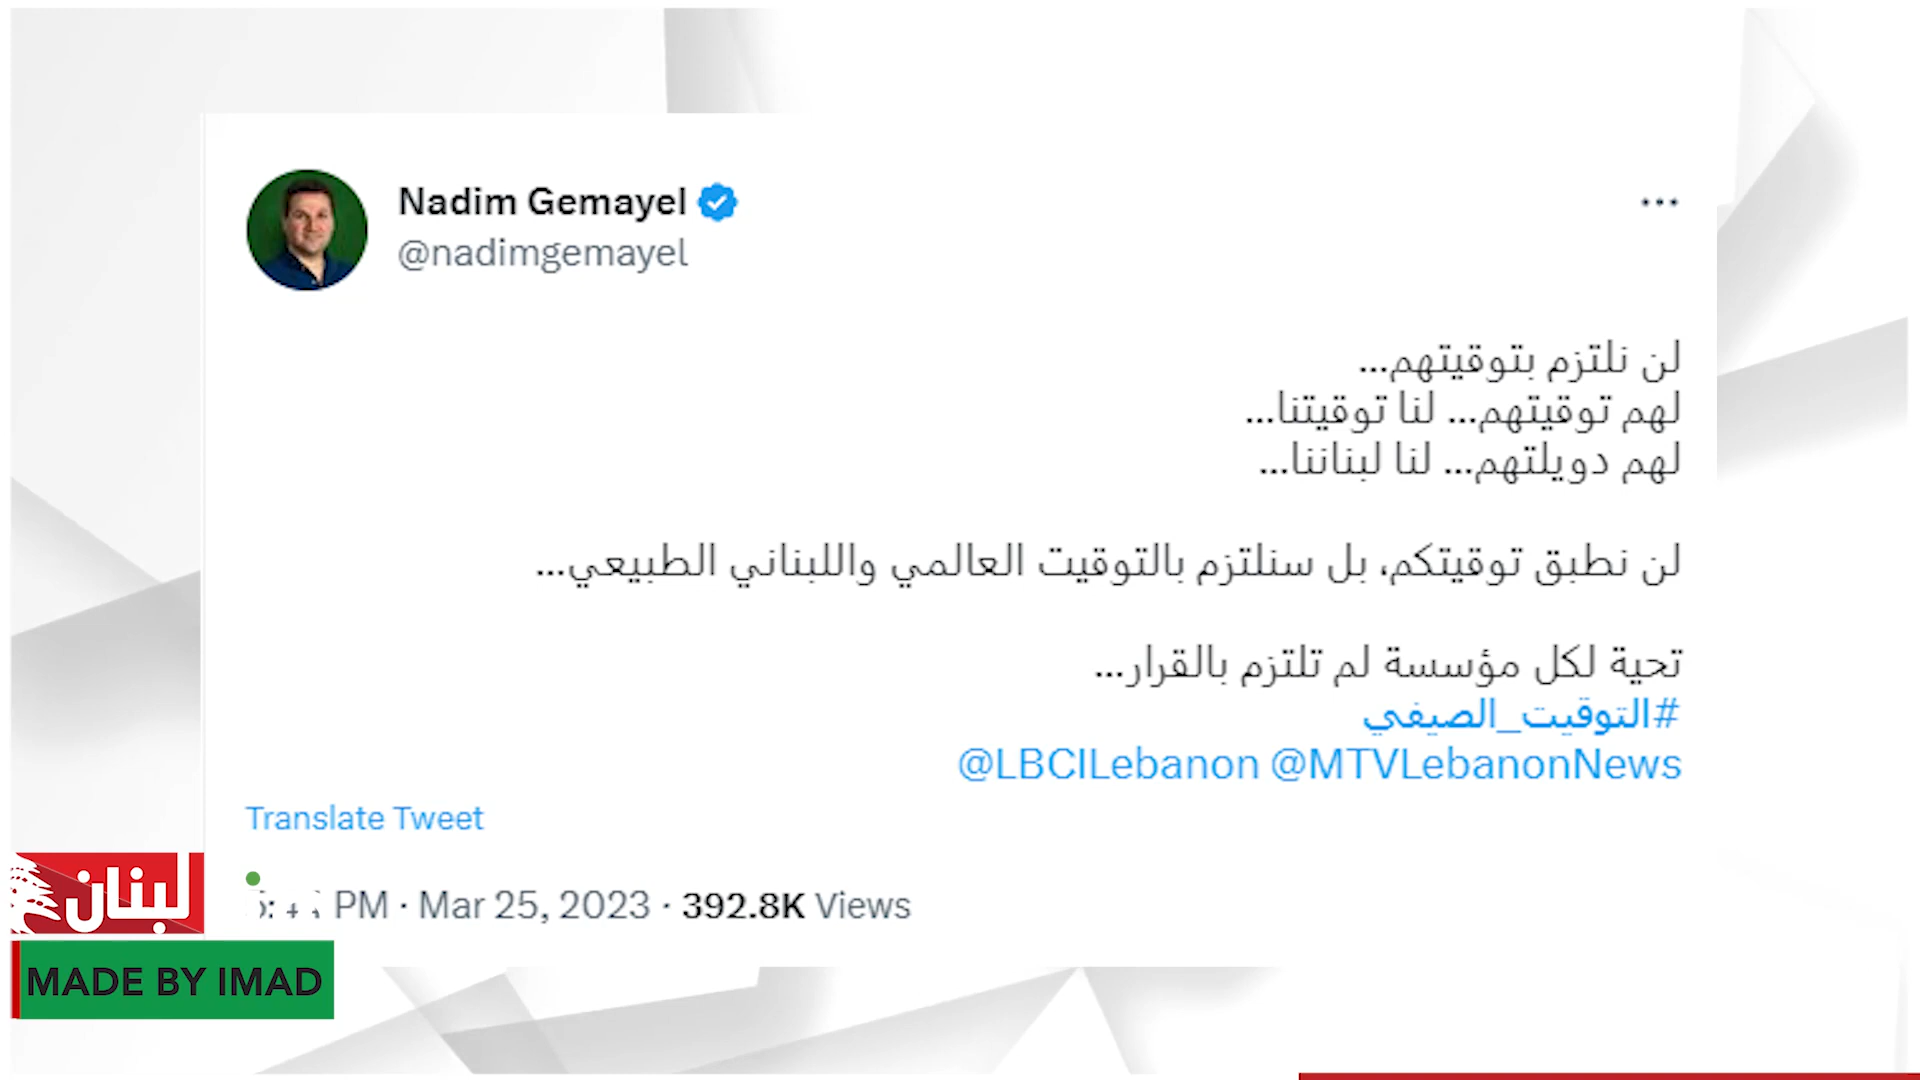 Nadim Gemayel
@nadimgemayel
لن نلتزم بتوقيتهم...
لهم توقيتهم... لنا توقيتنا...
لهم دويلتهم... لنا لبناننا...
لن نطبق توقيتكم، بل سنلتزم بالتوقيت العالمي واللبناني الطبيعي...
تحية لكل مؤسسة لم تلتزم بالقرار...
#التوقيت_الصيفي
@LBCILebanon @MTVLebanonNews
Translate Tweet
PM · Mar 25, 2023 · 392.8K Views
لبنان
MADE BY IMAD